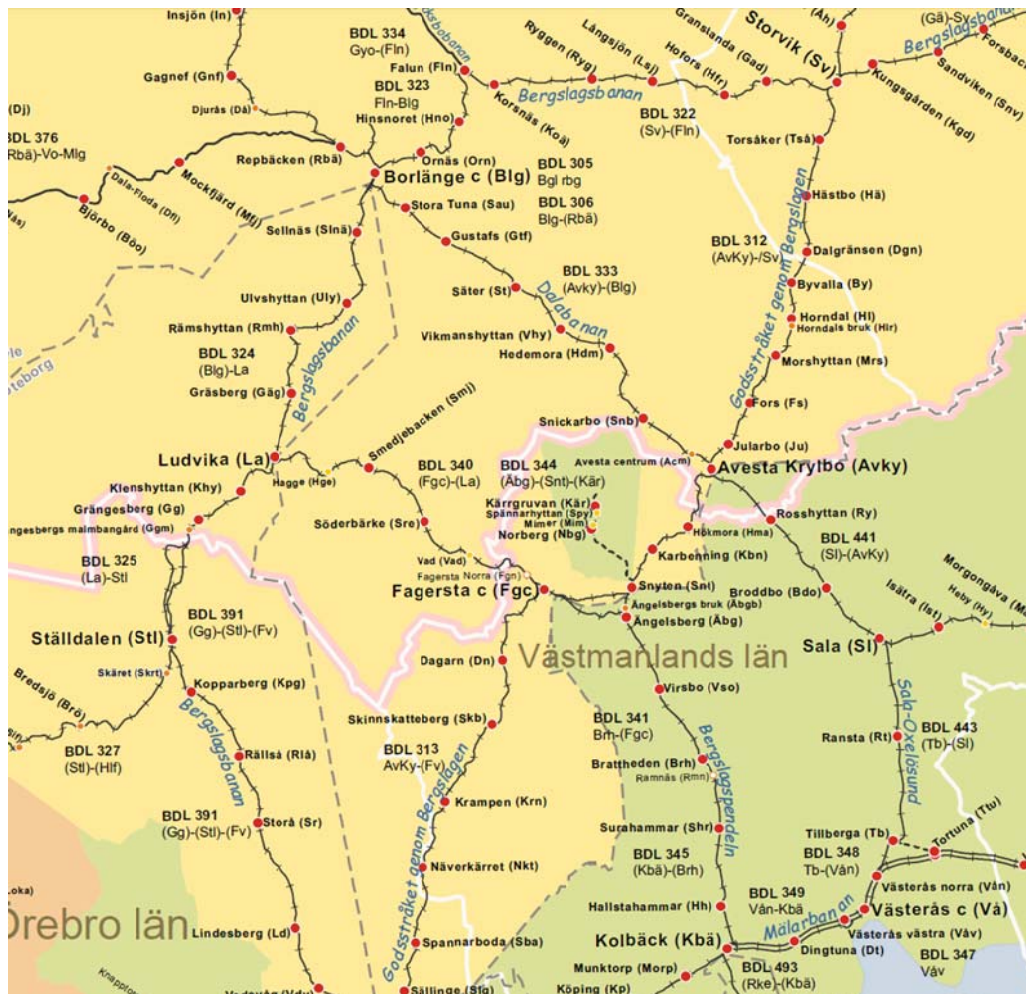 Insjön (In)
BDL 334
Gyo-(Fln)
Granslanda (Gad)
Storvik (Sv)
(Åh)
(Gä)-Sy
Bergslagsbanan
Forsbac
Ryggen (Ryg)
Långsjön (Lsj)
Hofors (Hfr)
Gagnef (Gnf)
Falun (Fln)
Kungsgården (Kgd)
Sandviken (Snv)
BDL 323
Fln-Blg
Korsnäs (Koä)
Bergslagsbanan
(Dj)
Djurås (Då)
Hinsnoret (Hno)
BDL 322
(Sv)-(Fln)
Torsåker (Tså)
BDL 376
Rbä)-Vo-Mlg
Repbäcken (Rbä)
Ornäs (Orn)
Borlänge c (Blg)
BDL 305
Bgl rbg
Dala-Floda (Dfl)
Mockfjärd (Mfj)
Hästbo (Hä)
Björbo (Böo)
Stora Tuna (Sau)
BDL 306
Blg-(Rbä)
Sellnäs (Slnä)
Gustafs (Gtf)
BDL 312
(AvKy)-/Sv)
Dalgränsen (Dgn)
Godsstråket genom Bergslagen
BDL 333
(Avky)-(Blg)
Byvalla (By)
Säter (St)
Dalabanan
Ulvshyttan (Uly)
Horndal (Hl)
Horndals bruk (Hlr)
Rämshyttan (Rmh)
Vikmanshyttan (Vhy)
Hedemora (Hdm)
Morshyttan (Mrs)
BDL 324
(Blg)-La
Bergslagsbanan
Gräsberg (Gäg)
Fors (Fs)
Smedjebacken (Smj)
Snickarbo (Snb)
Jularbo (Ju)
Ludvika (La)
Avesta centrum (Acm)
Avesta Krylbo (Avky)
Hagge (Hge)
BDL 340
(Fgc)-(La)
BDL 344
(Äbg)-(Snt)-(Kär)
Klenshyttan (Khy)
Kärrgruvan (Kär)
Grängesberg (Gg)
Spännarhyttan (Spy)
Mimer (Mim)
Norberg (Nbg)
ängesbergs malmbangård (Ggm)
Söderbärke (Sre)
Rosshyttan (Ry)
Hökmora (Hma)
BDL 441
(Sl)-(AvKy)
Vad (Vad)
Karbenning (Kbn)
BDL 325
(La)-Stl
Fagersta Norra (Fgn)
Fagersta c (Fgc)
Snyten (Snt)
Broddbo (Bdo)
Isätra (Ist)
Morgongåva (M
Heby (Hy)
BDL 391
(Gg)-(Stl)-(Fv)
Ängelsbergs bruk (Äbgb)
Ängelsberg (Äbg)
Ställdalen (Stl)
Sala (Sl)
Västmanlands län
Dagarn (Dn)
Skäret (Skrt)
Bredsjö (Brö)
Kopparberg (Kpg)
Virsbo (Vso)
Sala-Oxelösund
Skinnskatteberg (Skb)
BDL 341
Brh-(Fgc)
Ransta (Rt)
BDL 443
(Tb)-(Sl)
BDL 327
(Stl)-(Hlf)
Bergslagsbanan
Rällså (Rlå)
BDL 313
AvKy-(Fv)
Brattheden (Brh)
Ramnäs (Rmn)
Bergslagspendeln
BDL 391
(Gg)-(Stl)-(Fv)
Storå (Sr)
Krampen (Krn)
Godsstråket genom Bergslagen
Surahammar (Shr)
Tillberga (Tb)
Tortuna (Ttu)
BDL 345
(Kbä)-(Brh)
BDL 348
Tb-(Vån)
Näverkärret (Nkt)
Västerås norra (Vån)
BDL 349
Vån-Kbä
Hallstahammar (Hh)
Västerås c (Vå)
Örebro län
Mälarbanan
Lindesberg (Ld)
Spannarboda (Sba)
Kolbäck (Kbä)
Västerås västra (Våv)
Dingtuna (Dt)
BDL 347
Våv
Munktorp (Morp)
BDL 493
(Rke)-(Kbä)
Köping (Kp)
Sällinge (Slg)